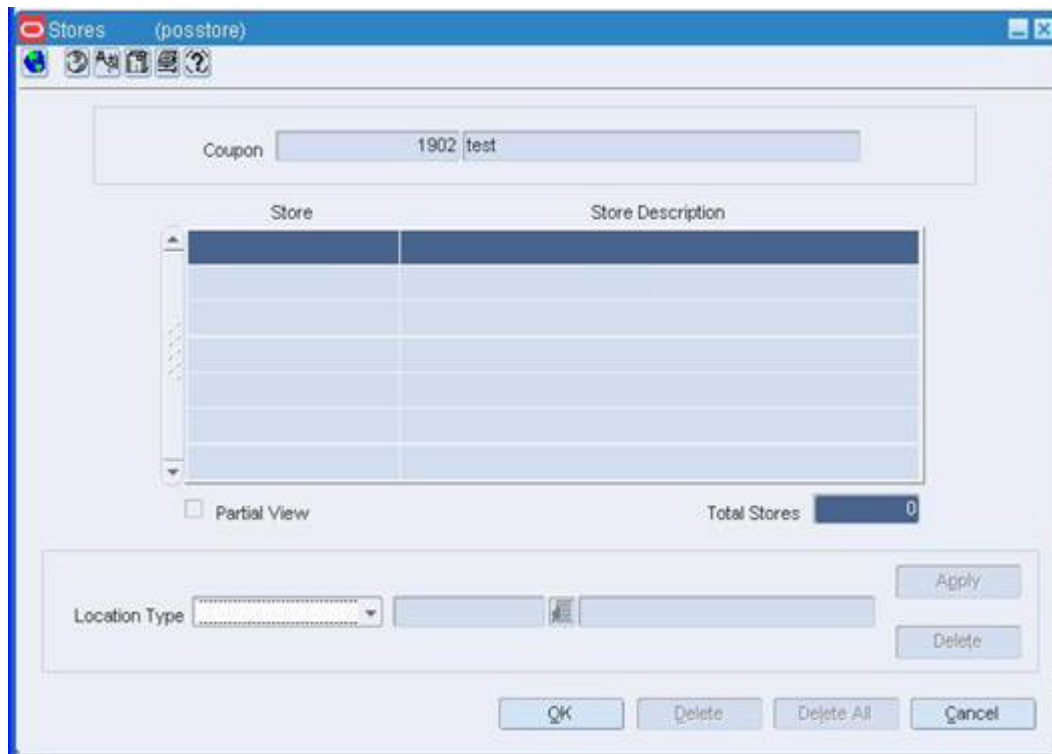 Stores (posstore)
Coupon 1902 test
Store Store Description
Partial View Total Stores 0
Apply
Location Type
Delete
OK Delete Delete All Cancel